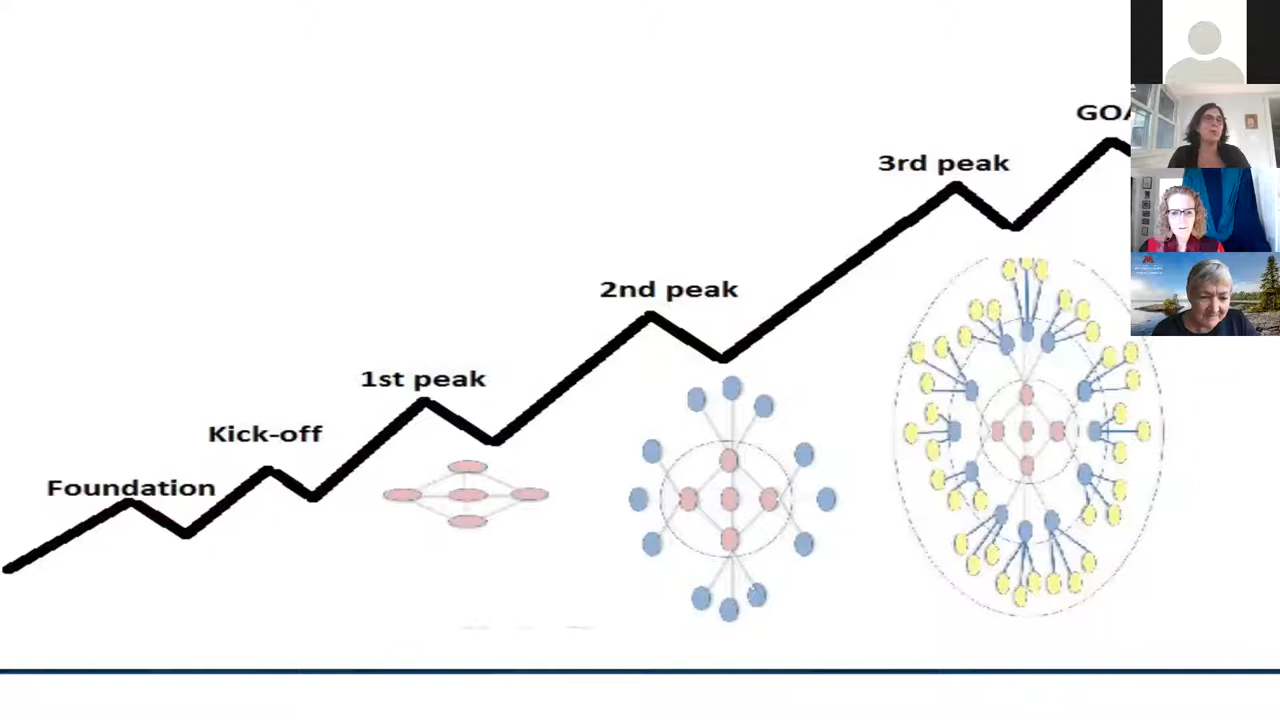 Foundation
Kick-off
1st peak
2nd peak
3rd peak
GOA